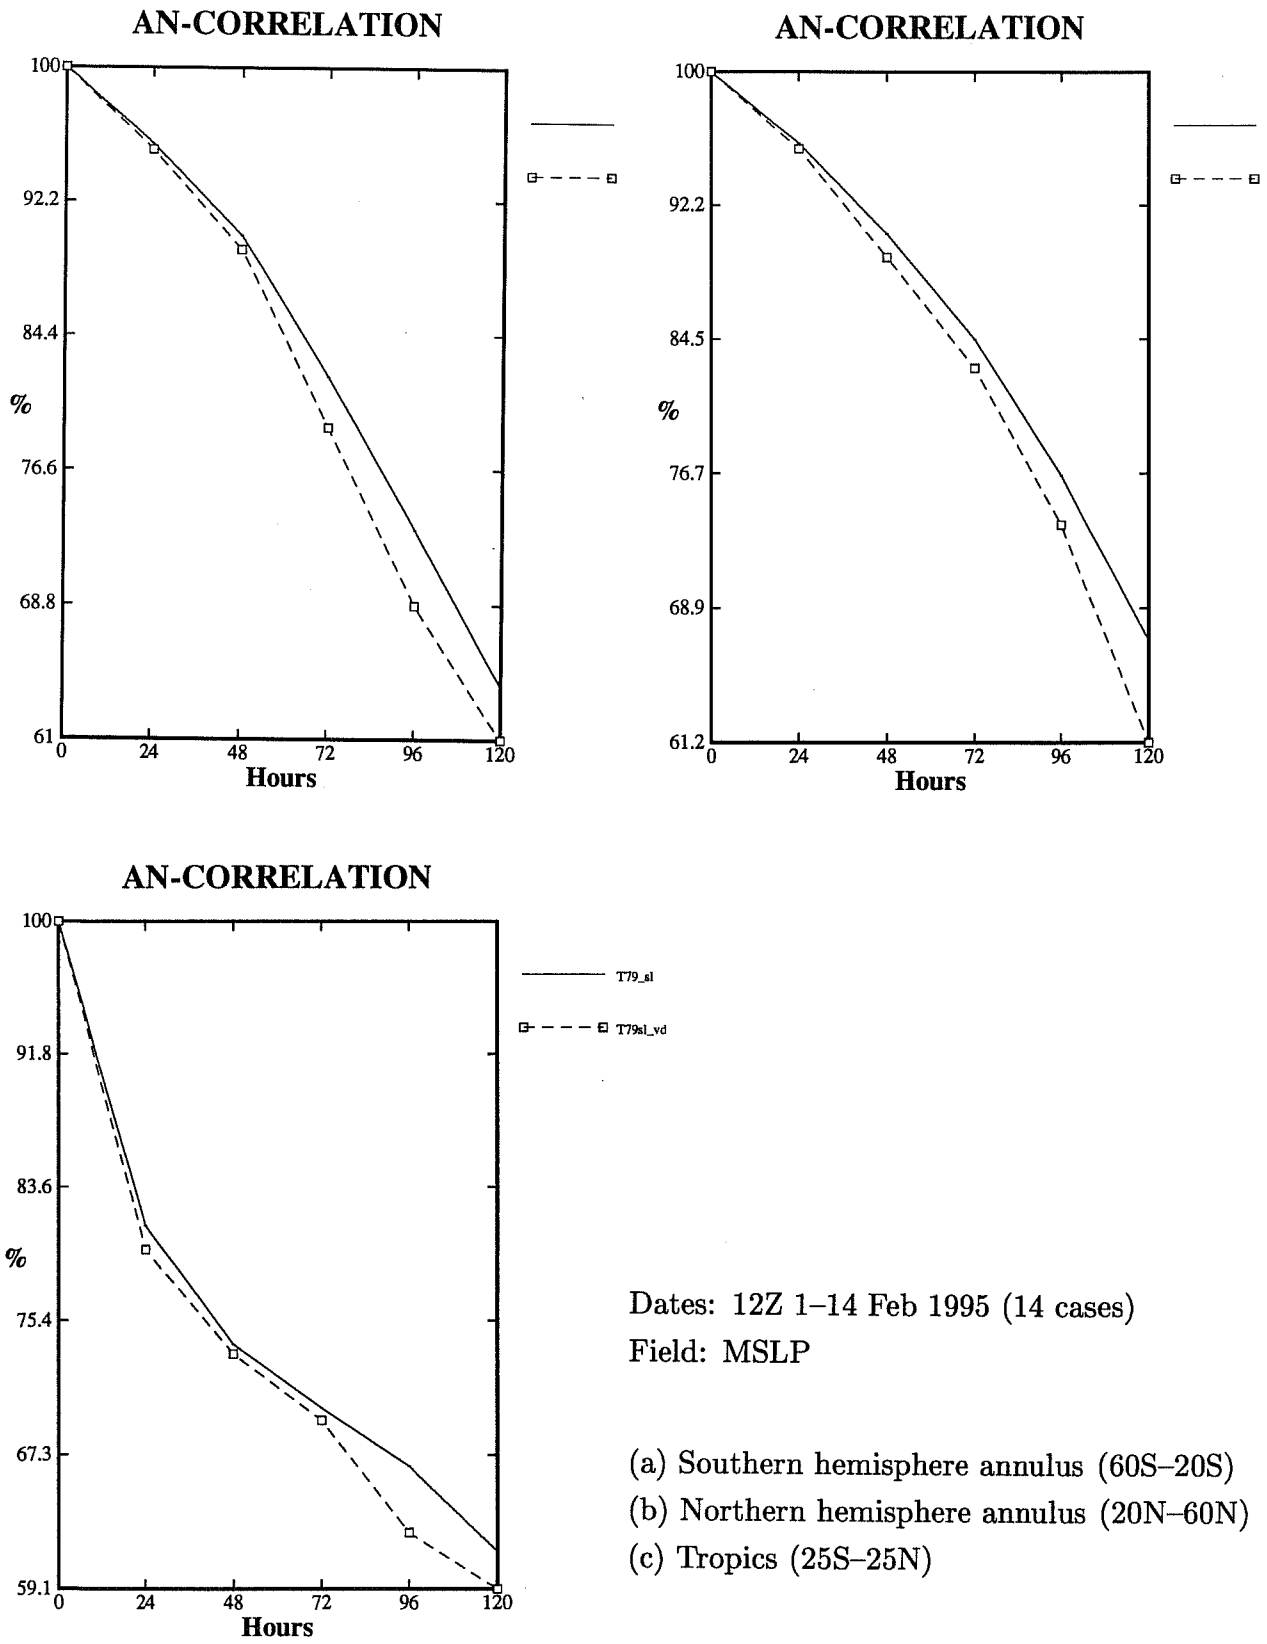 AN-CORRELATION
100
92.2
84.4
%
76.6
68.8
61
0 24 48 72 96 120
Hours
AN-CORRELATION
100
92.2
84.5
%
76.7
68.9
61.2
0 24 48 72 96 120
Hours
AN-CORRELATION
100
91.8
83.6
%
75.4
67.3
59.1
0 24 48 72 96 120
Hours
T79_sl
T79sl_vd
Dates: 12Z 1–14 Feb 1995 (14 cases)
Field: MSLP
(a) Southern hemisphere annulus (60S–20S)
(b) Northern hemisphere annulus (20N–60N)
(c) Tropics (25S–25N)